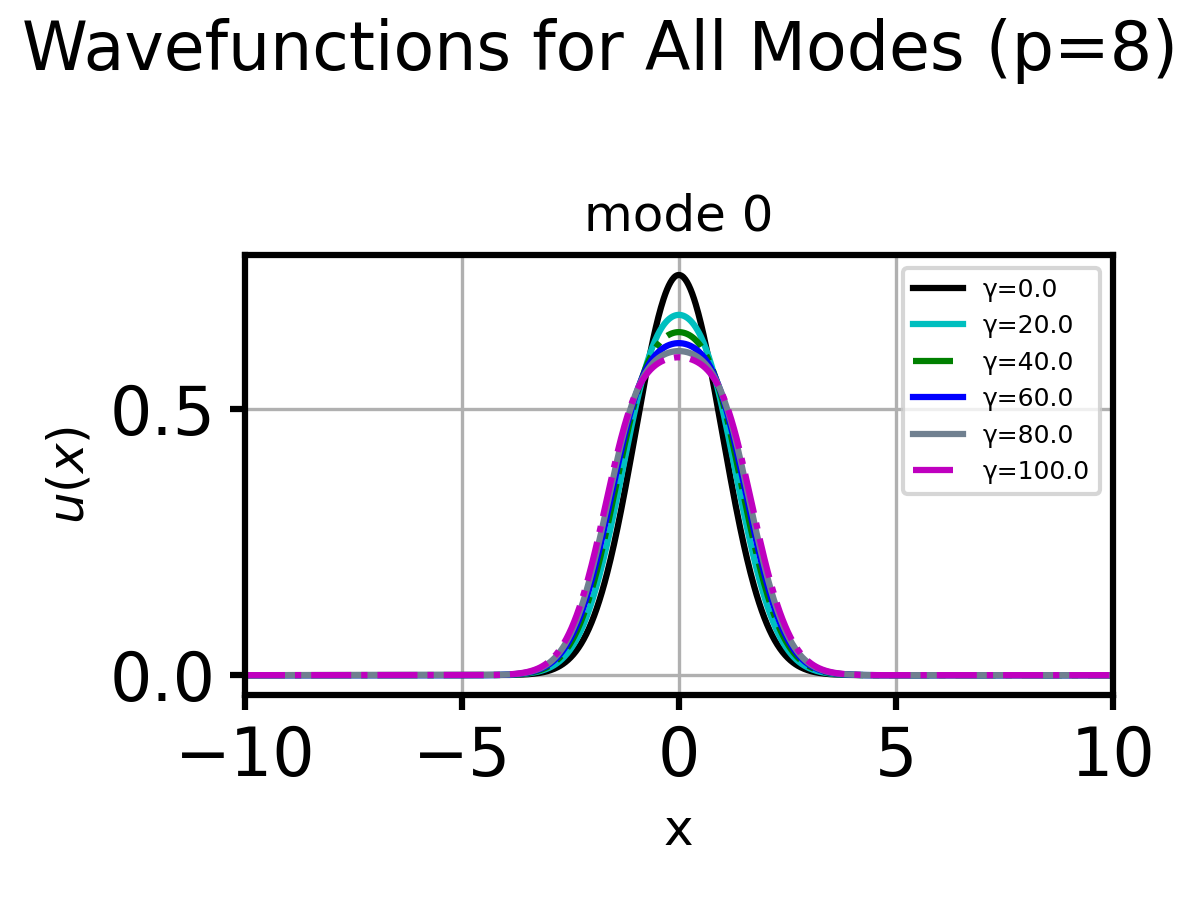 Wavefunctions for All Modes (p=8)
mode 0
γ=0.0
γ=20.0
γ=40.0
γ=60.0
γ=80.0
γ=100.0
u(x)
0.5
0.0
−10
−5
0
5
10
x